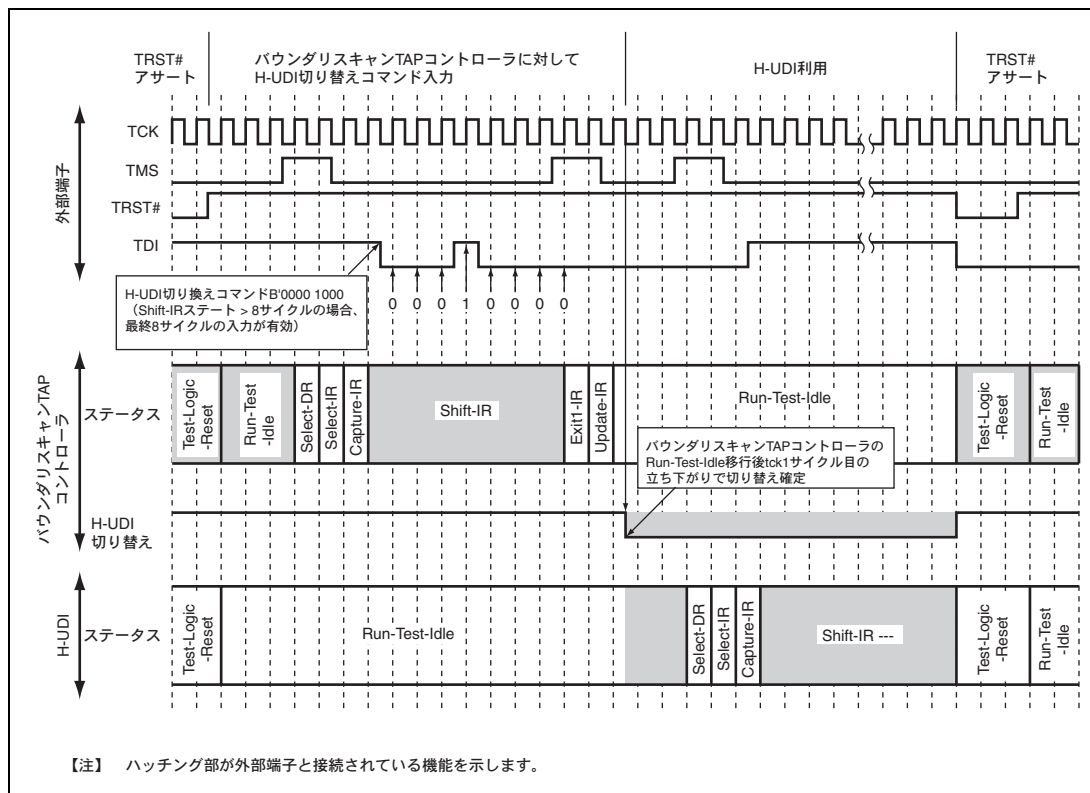 TRST#
アサート
バウンダリスキャンTAPコントローラに対して
H-UDI切り替えコマンド入力
H-UDI利用
TRST#
アサート
外部端子
TCK
TMS
TRST#
TDI
H-UDI切り換えコマンドB'0000 1000
(Shift-IRステート > 8サイクルの場合、
最終8サイクルの入力が有効)
0 0 0 1 0 0 0 0
バウンダリスキャンTAP
コントローラ
ステータス
Test-Logic
-Reset
Run-Test
-Idle
Select-DR
Select-IR
Capture-IR
Shift-IR
Exit1-IR
Update-IR
Run-Test-Idle
Test-Logic
-Reset
Run-Test
-Idle
バウンダリスキャンTAPコントローラの
Run-Test-Idle移行後tck1サイクル目の
立ち下がりで切り替え確定
H-UDI
切り替え
H-UDI
ステータス
Test-Logic
-Reset
Run-Test-Idle
Select-DR
Select-IR
Capture-IR
Shift-IR ---
Test-Logic
-Reset
Run-Test
-Idle
【注】 ハッチング部が外部端子と接続されている機能を示します。